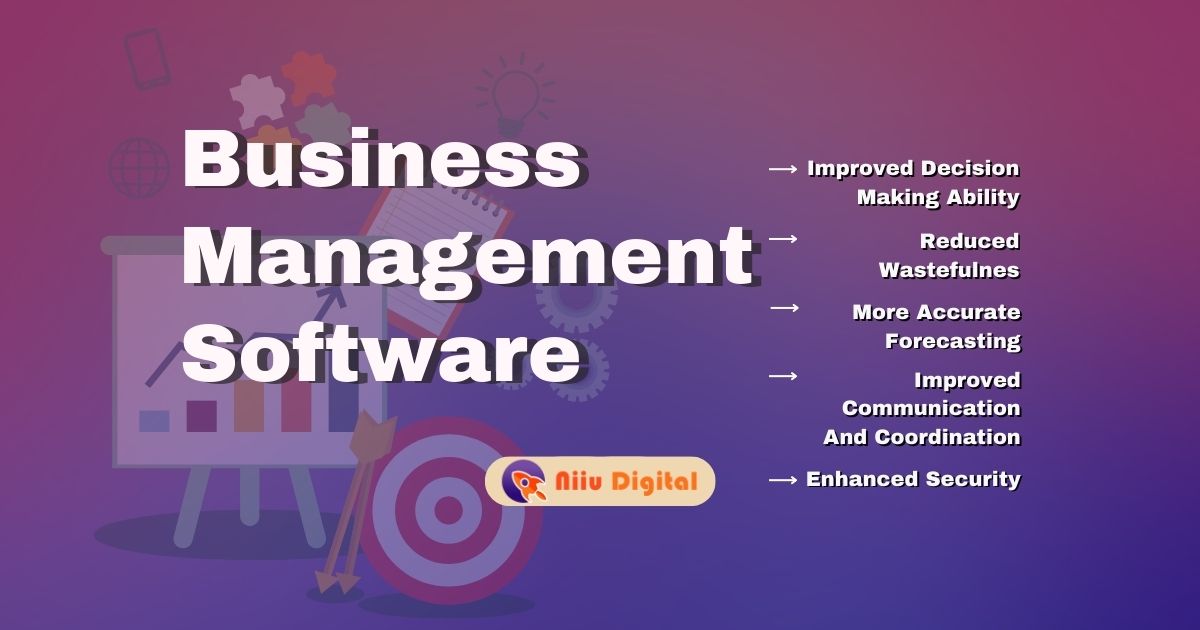 Business
Management
Software
→ Improved Decision
Making Ability
→ Reduced
Wastefulnes
→ More Accurate
Forecasting
→ Improved
Communication
And Coordination
→ Enhanced Security
Niiu Digital